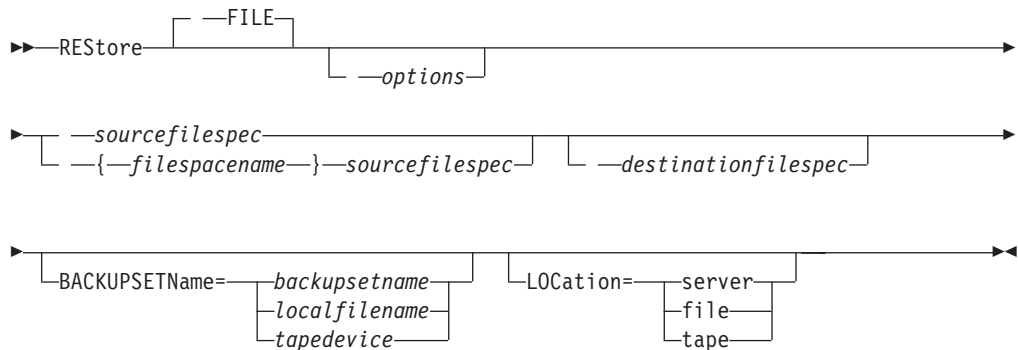 FILE
REStore
options
sourcefilespec
{ filespacename } sourcefilespec
destinationfilespec
BACKUPSETName= backupsetname LOCation= server
localfilename file
tapedevice tape